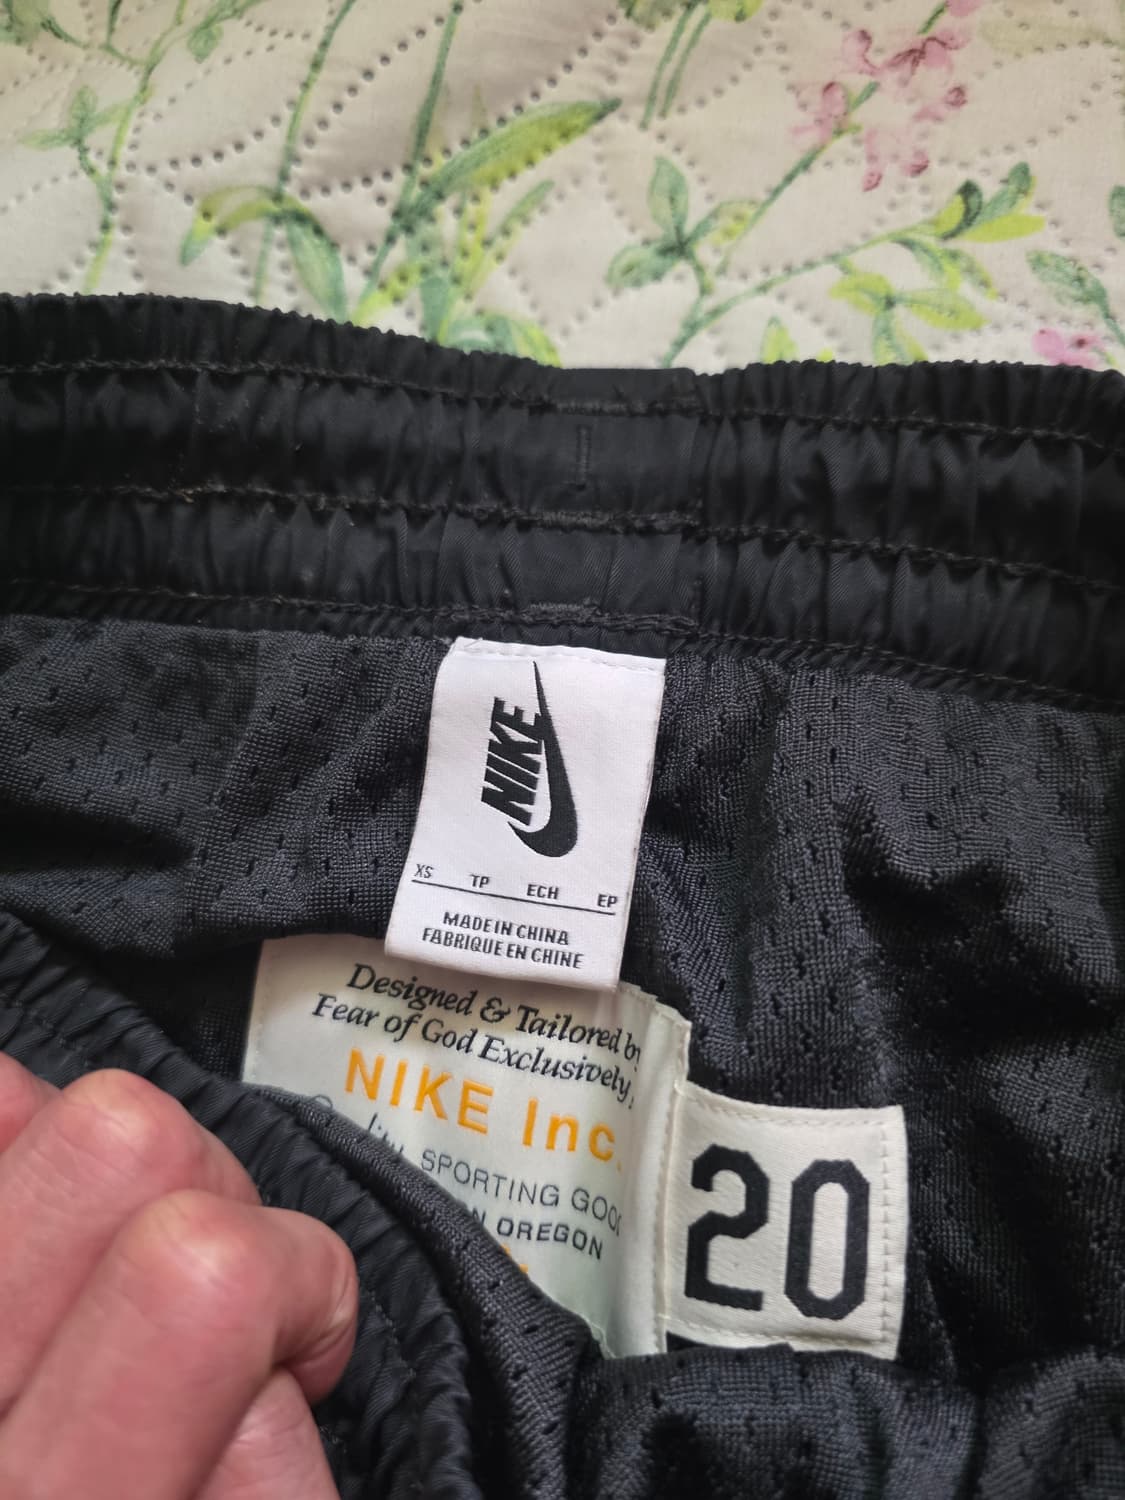 NIKE
XS TP ECH EP
MADE IN CHINA
FABRIQUE EN CHINE
Designed & Tailored by
Fear of God Exclusively
NIKE Inc.
SPORTING
OREGON
20